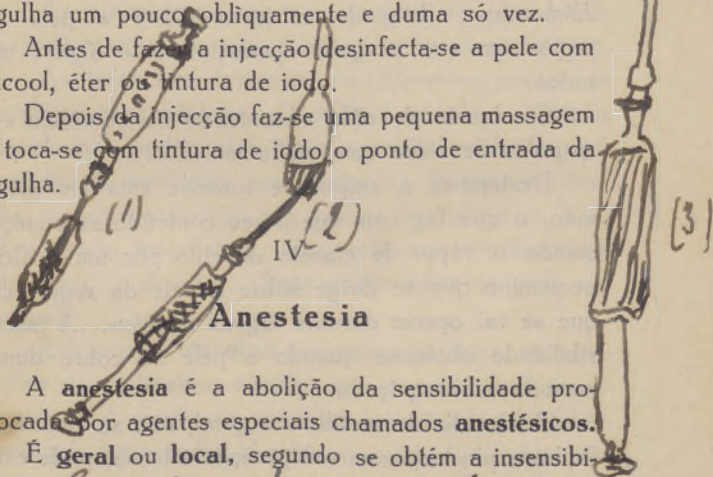 gulha um pouco obliquamente e duma só vez.
Antes de fazer a injecção desinfecta-se a pele com
cool, éter ou tintura de iodo.
Depois da injecção faz-se uma pequena massagem
toca-se com tintura de iodo o ponto de entrada da
gulha.
(1)
(2)
(3)
IV
Anestesia
A anestesia é a abolição da sensibilidade pro-
ocada por agentes especiais chamados anestésicos.
É geral ou local, segundo se obtém a insensibi-